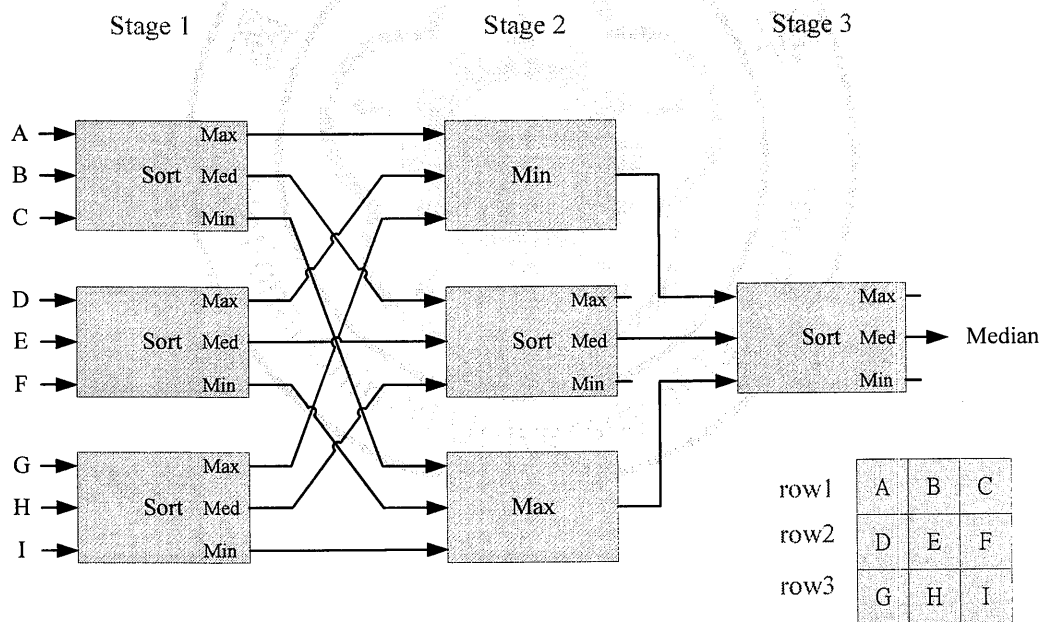 Stage 1 Stage 2 Stage 3
A Max
B Sort Med Min
C Min
D Max Max Max
E Sort Med Sort Med Sort Med Median
F Min Min Min
G Max
H Sort Med Max
I Min
row1 A B C
row2 D E F
row3 G H I